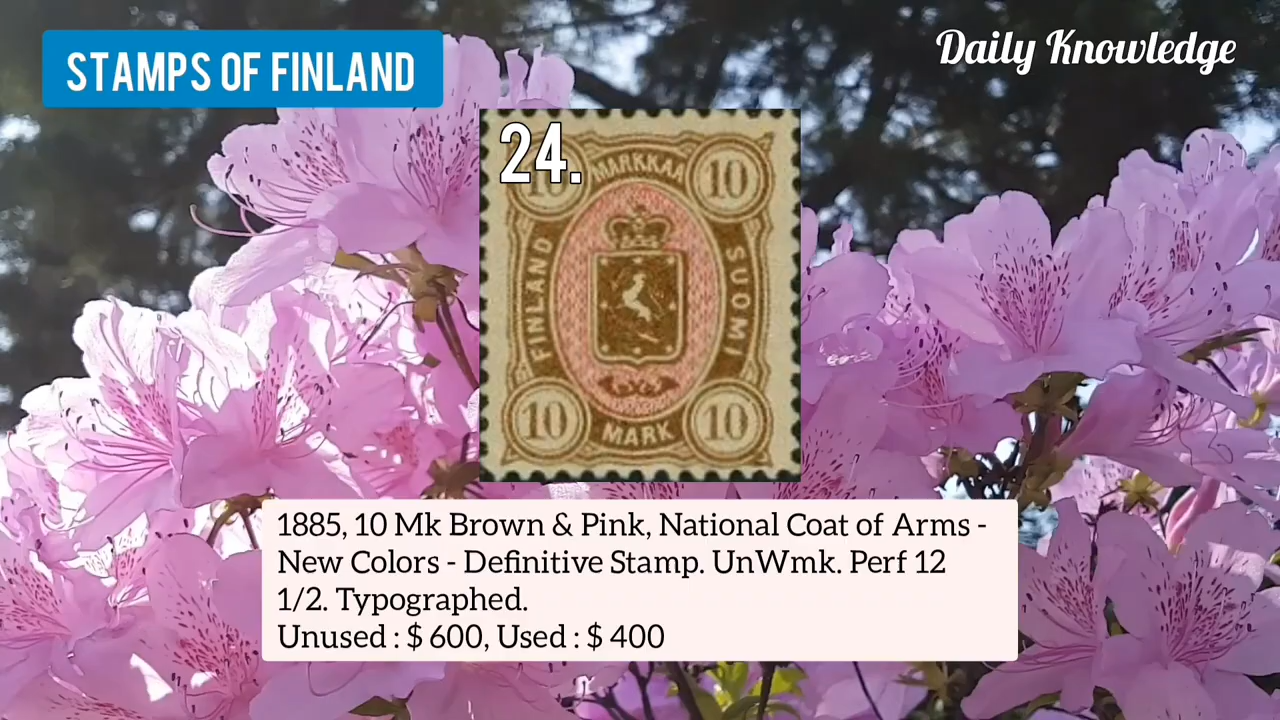 STAMPS OF FINLAND
Daily Knowledge
24.
10 MARKKAA 10
FINLAND
SUOMI
10 MARK 10
1885, 10 Mk Brown & Pink, National Coat of Arms -
New Colors - Definitive Stamp. UnWmk. Perf 12
1/2. Typographed.
Unused : $ 600, Used : $ 400